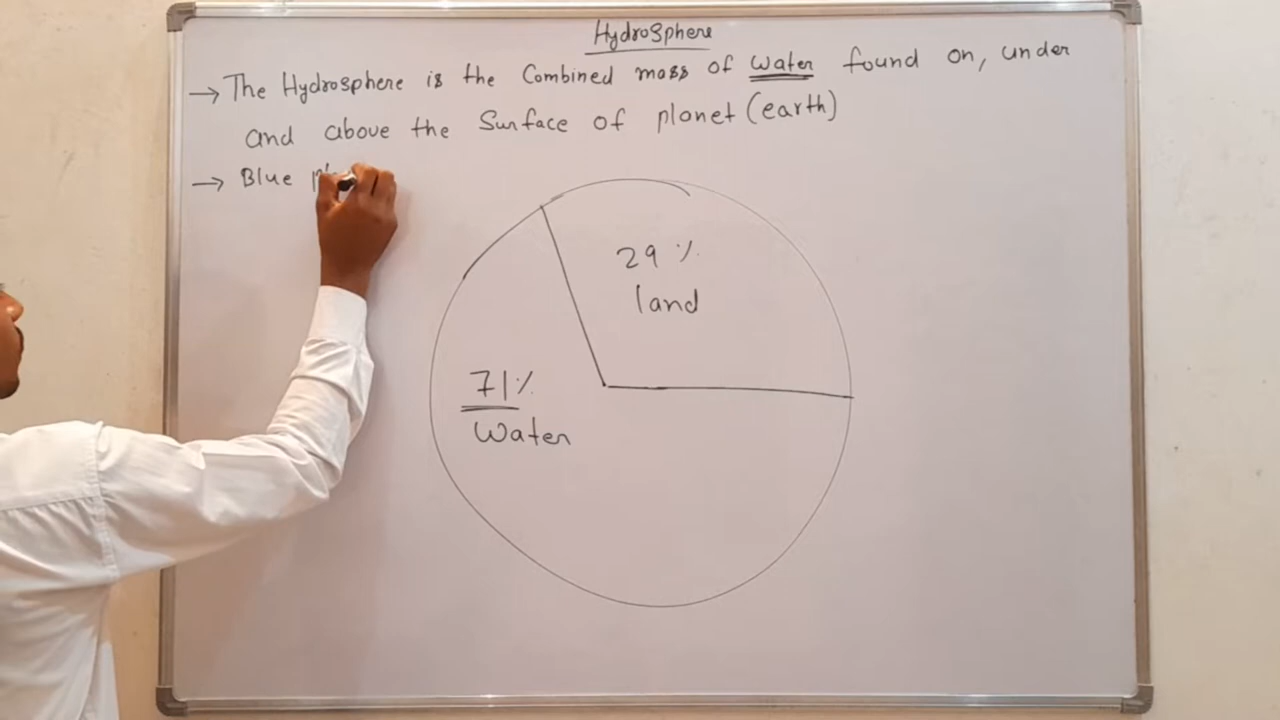 Hydrosphere
→ The Hydrosphere is the Combined mass of water found on, under
and above the Surface of planet (earth)
→ Blue
29 %
land
71%
Water